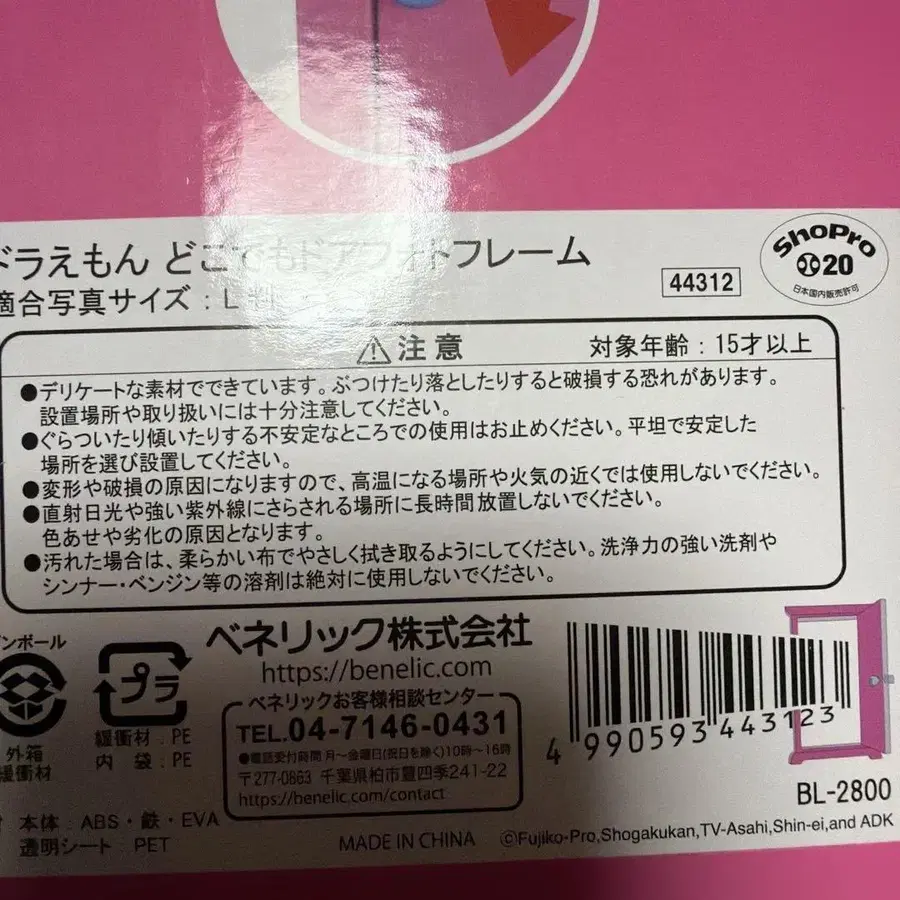 ドラえもん どこでもドアフォトフレーム
適合写真サイズ：L判
44312
ShoPro
20
日本国内販売許可
⚠注意 対象年齢：15才以上
●デリケートな素材でできています。ぶつけたり落としたりすると破損する恐れがあります。
設置場所や取り扱いには十分注意してください。
●ぐらついたり傾いたりする不安定なところでの使用はお止めください。平坦で安定した
場所を選び設置してください。
●変形や破損の原因になりますので、高温になる場所や火気の近くでは使用しないでください。
●直射日光や強い紫外線にさらされる場所に長時間放置しないでください。
色あせや劣化の原因となります。
●汚れた場合は、柔らかい布でやさしく拭き取るようにしてください。洗浄力の強い洗剤や
シンナー・ベンジン等の溶剤は絶対に使用しないでください。
ンボール
外箱
緩衝材
プラ
緩衝材：PE
内 袋：PE
ベネリック株式会社
https://benelic.com
ベネリックお客様相談センター
TEL.04-7146-0431
●電話受付時間 月～金曜日(祝日を除く)10時～16時
〒277-0863 千葉県柏市豊四季241-22
https://benelic.com/contact
4 990593 443123
BL-2800
本体：ABS・鉄・EVA
透明シート：PET
MADE IN CHINA
©Fujiko-Pro,Shogakukan,TV-Asahi,Shin-ei,and ADK